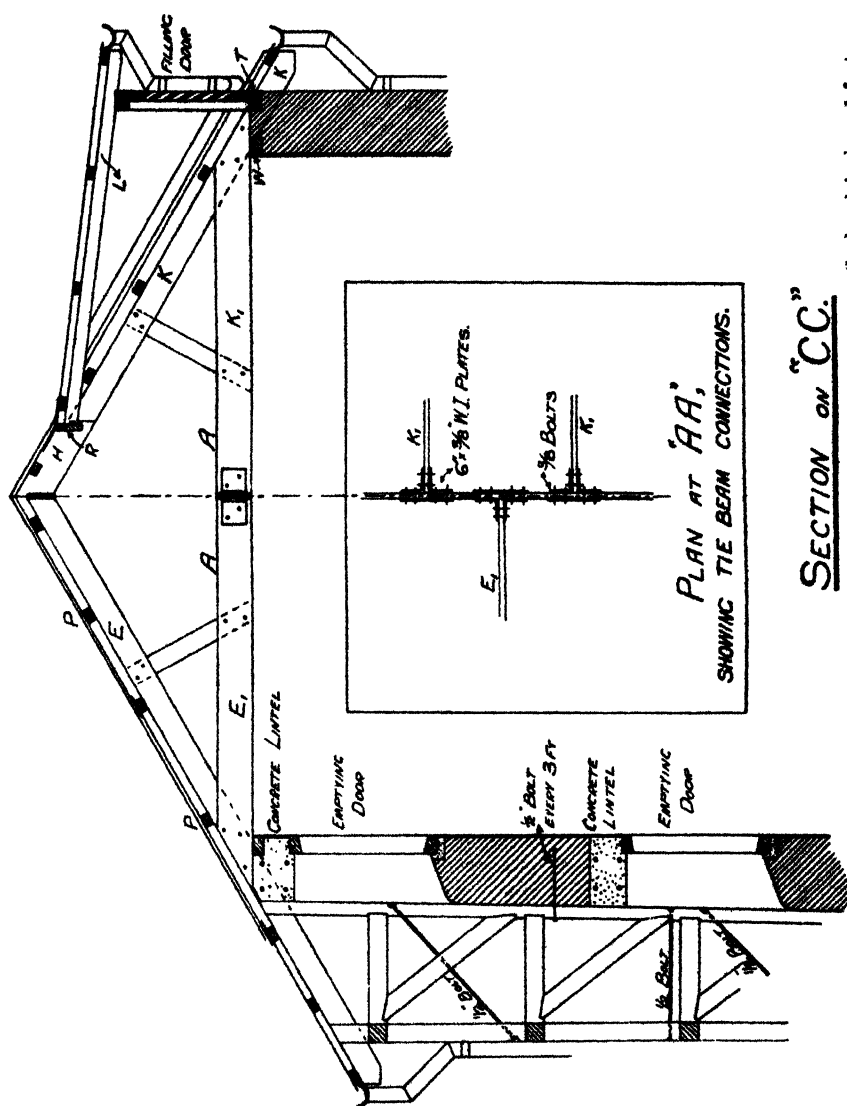 FILLING
DOOR
L
T
K
K
W
H
R
K₁
A
A
P
E
E₁
P
CONCRETE LINTEL
EMPTYING
DOOR
½" BOLT
EVERY 3 FT
CONCRETE
LINTEL
EMPTYING
DOOR
BOLT
½ BOLT
BOLT
K₁
6" × ⅜" W.I. PLATES.
E₁
⅝ BOLTS
K₁
PLAN AT "AA",
SHOWING TIE BEAM CONNECTIONS.
SECTION ON "CC."